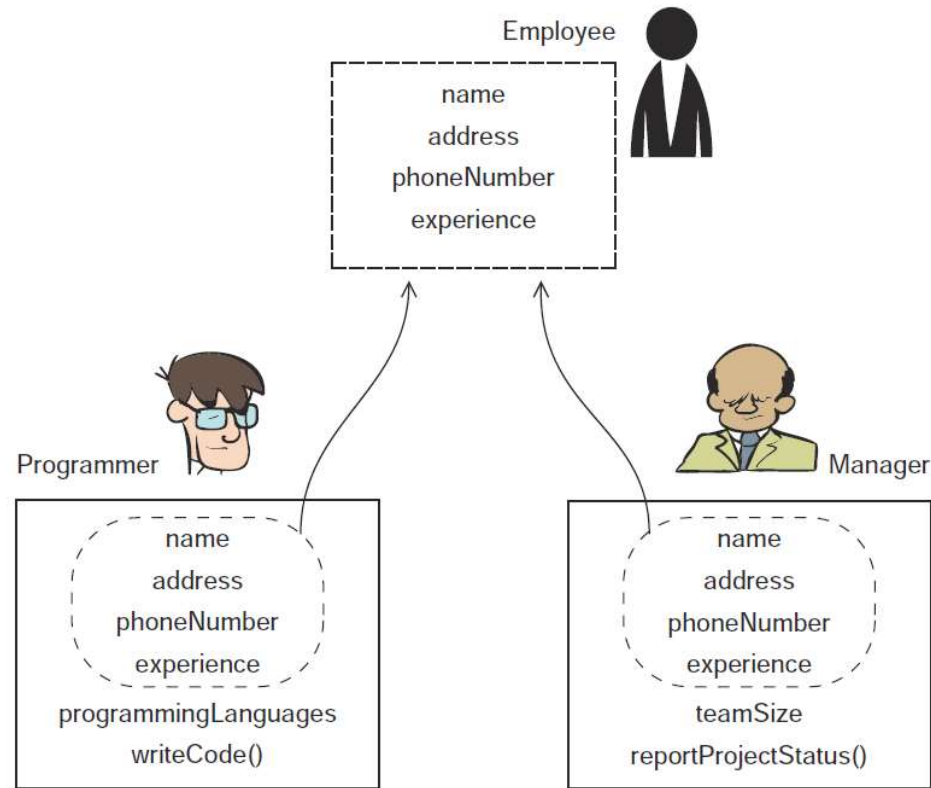 Employee
name
address
phoneNumber
experience
Programmer
name
address
phoneNumber
experience
programmingLanguages
writeCode()
Manager
name
address
phoneNumber
experience
teamSize
reportProjectStatus()